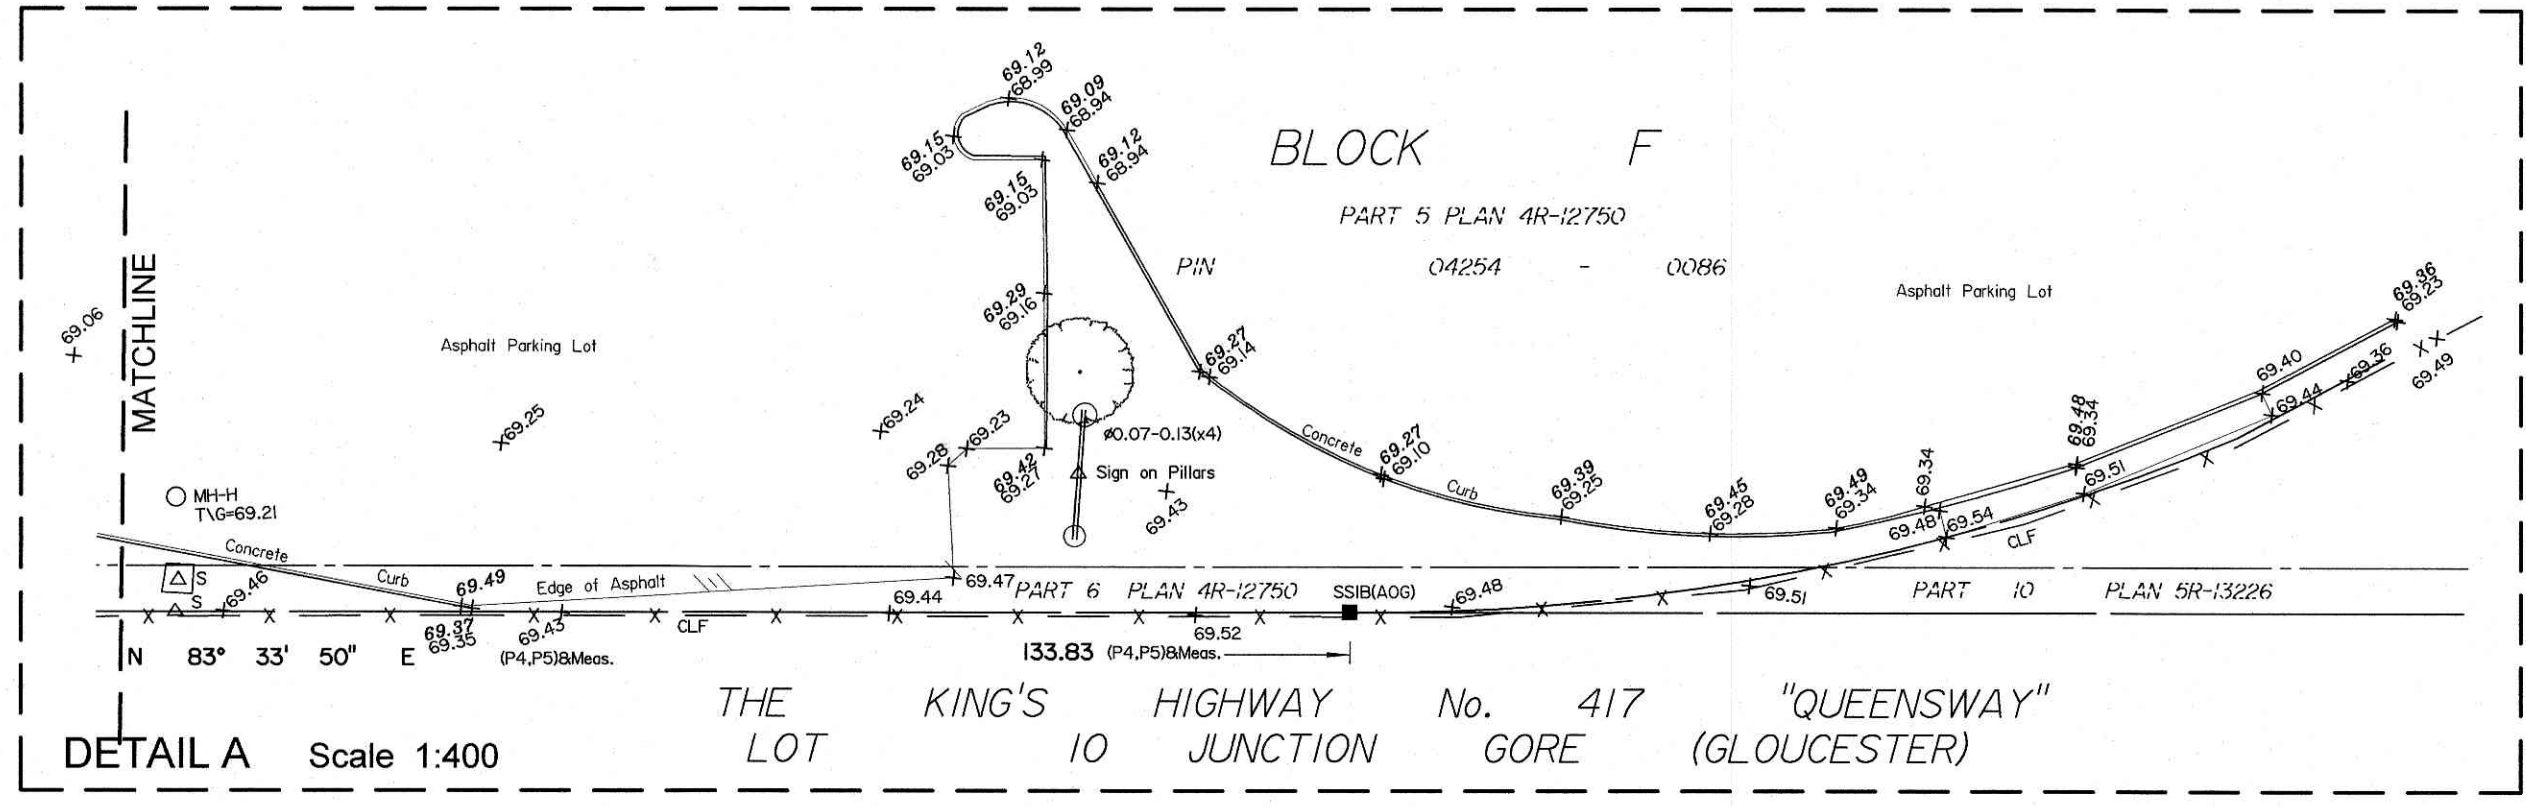 69.12
68.99
69.09
68.94
69.12
68.94
69.15
69.03
69.15
69.03
BLOCK F
PART 5 PLAN 4R-12750
PIN 04254 - 0086
Asphalt Parking Lot
69.36
69.23
69.06
MATCHLINE
69.29
69.16
Asphalt Parking Lot
69.27
69.14
69.40
69.36
69.49
69.44
69.25
69.24
69.23
69.28
69.42
69.27
ø0.07-0.13(x4)
Sign on Pillars
69.43
Concrete
69.27
69.10
Curb
69.39
69.25
69.45
69.28
69.49
69.34
69.34
69.48
69.34
69.51
69.48
69.54
CLF
MH-H
T\G=69.21
Concrete
Curb
S
S
69.46
69.49
Edge of Asphalt
69.47
PART 6 PLAN 4R-12750
SSIB(AOG)
69.48
69.51
PART 10 PLAN 5R-13226
69.44
69.37
69.35
69.43
CLF
69.52
N 83° 33' 50" E
(P4,P5)&Meas.
133.83 (P4,P5)&Meas.
THE KING'S HIGHWAY No. 417 "QUEENSWAY"
LOT 10 JUNCTION GORE (GLOUCESTER)
DETAIL A Scale 1:400